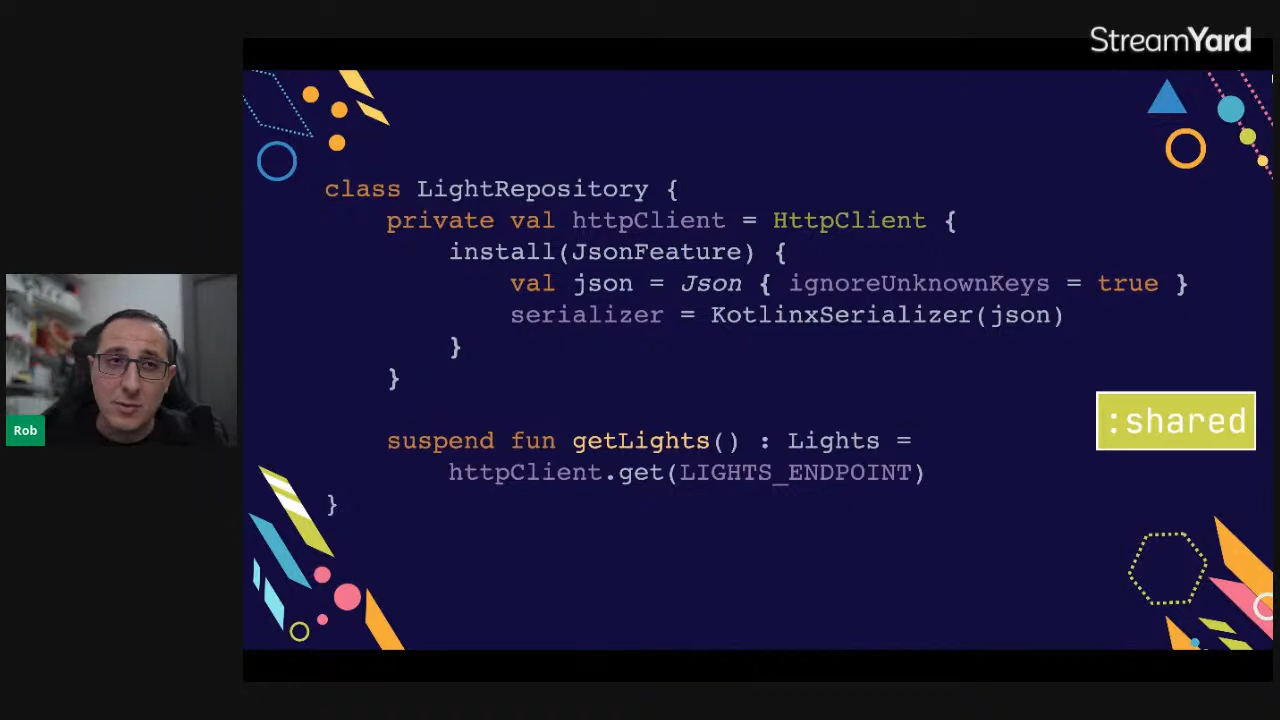 StreamYard
class LightRepository {
private val httpClient = HttpClient {
install(JsonFeature) {
val json = Json { ignoreUnknownKeys = true }
serializer = KotlinxSerializer(json)
}
}
suspend fun getLights() : Lights =
httpClient.get(LIGHTS_ENDPOINT)
}
:shared
Rob